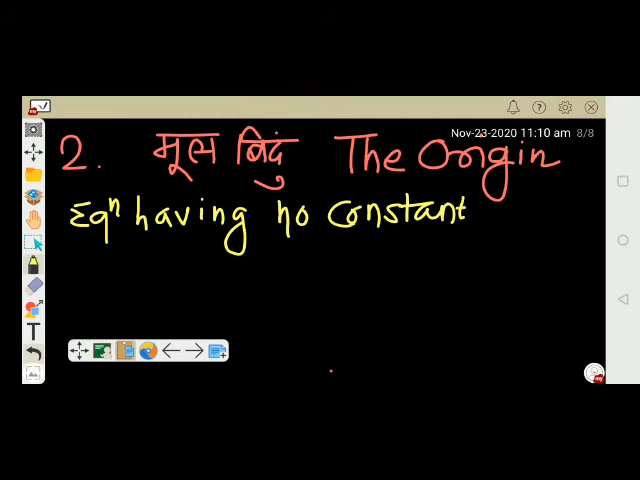 Nov-23-2020 11:10 am 8/8
2. मूल बिंदु The Origin
Eqⁿ having no constant
T